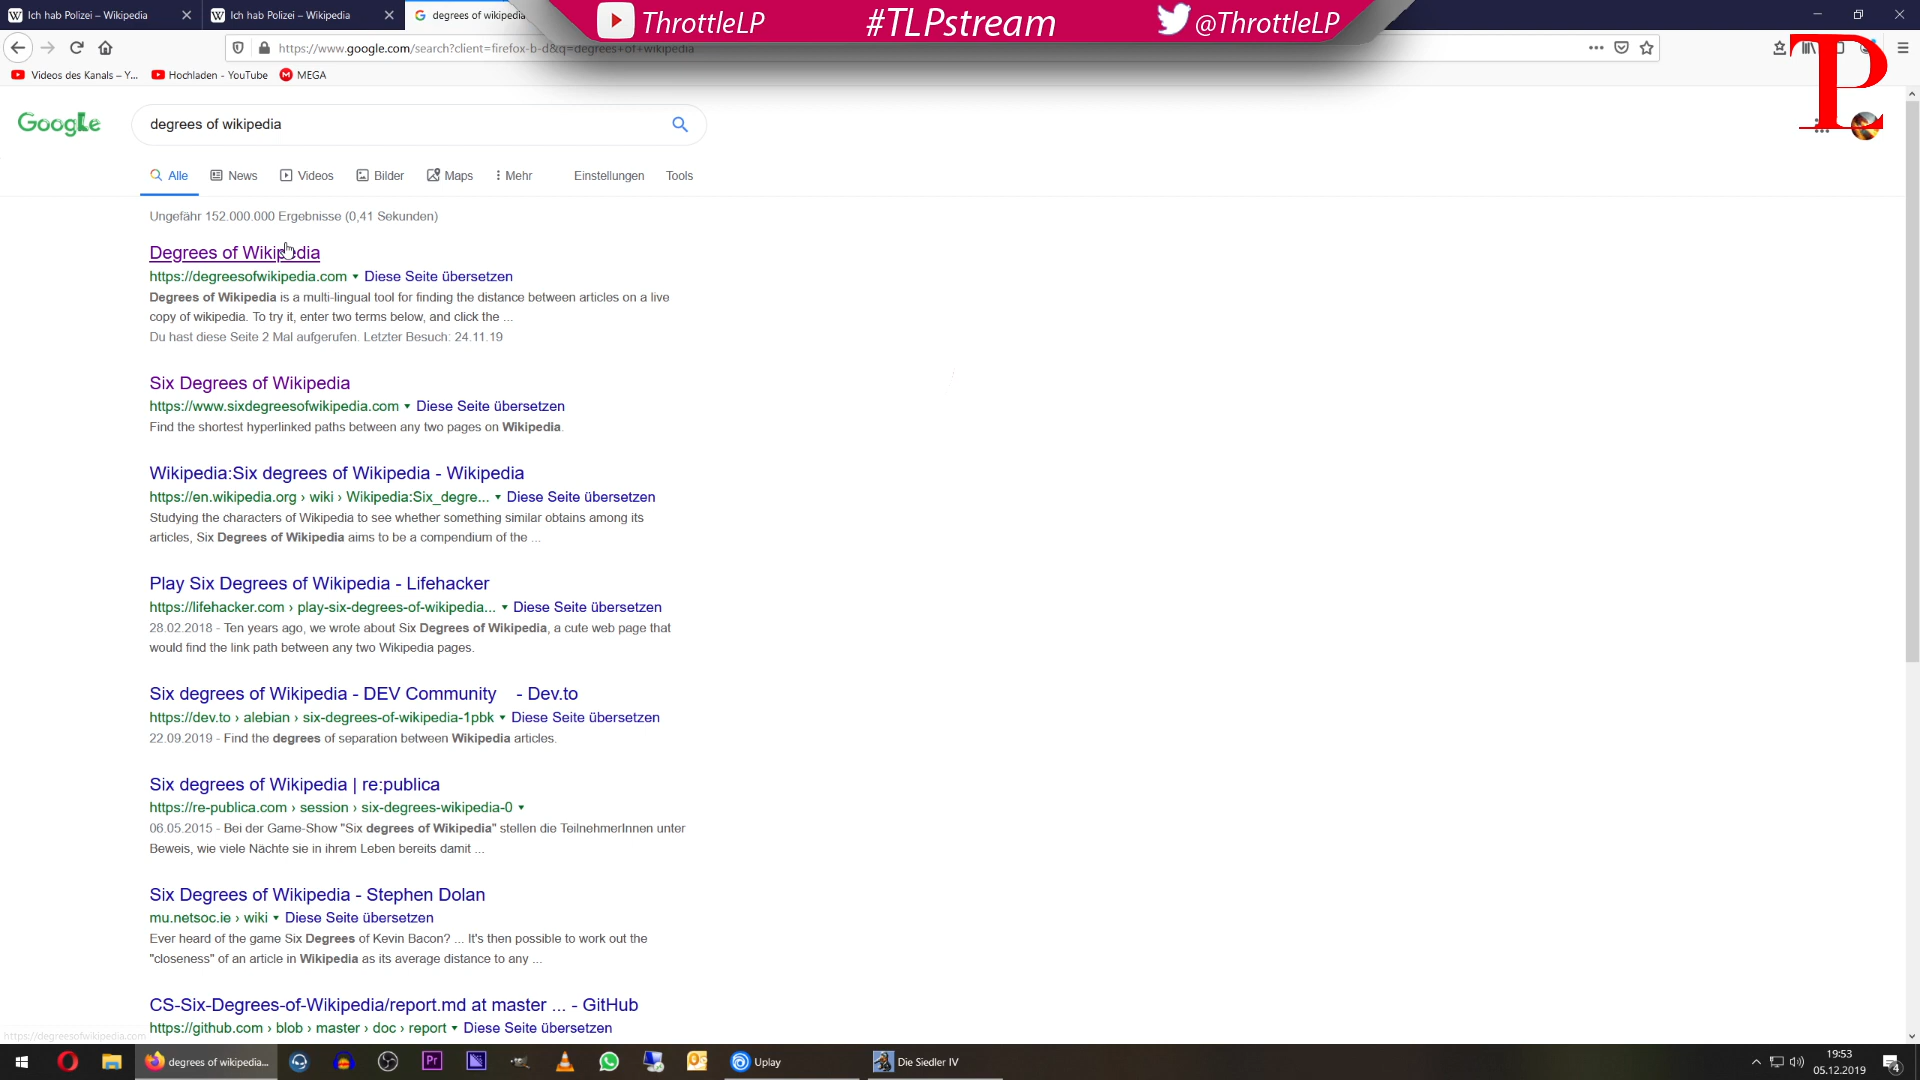 Ich hab Polizei – Wikipedia
Ich hab Polizei – Wikipedia
degrees of wikipedia
ThrottleLP
#TLPstream
@ThrottleLP
https://www.google.com/search?client=firefox-b-d&q=degrees+of+wikipedia
Videos des Kanals – Y...
Hochladen - YouTube
MEGA
TLP
Google
degrees of wikipedia
Alle
News
Videos
Bilder
Maps
Mehr
Einstellungen
Tools
Ungefähr 152.000.000 Ergebnisse (0,41 Sekunden)
Degrees of Wikipedia
https://degreesofwikipedia.com ▾ Diese Seite übersetzen
Degrees of Wikipedia is a multi-lingual tool for finding the distance between articles on a live
copy of wikipedia. To try it, enter two terms below, and click the ...
Du hast diese Seite 2 Mal aufgerufen. Letzter Besuch: 24.11.19
Six Degrees of Wikipedia
https://www.sixdegreesofwikipedia.com ▾ Diese Seite übersetzen
Find the shortest hyperlinked paths between any two pages on Wikipedia.
Wikipedia:Six degrees of Wikipedia - Wikipedia
https://en.wikipedia.org › wiki › Wikipedia:Six_degre... ▾ Diese Seite übersetzen
Studying the characters of Wikipedia to see whether something similar obtains among its
articles, Six Degrees of Wikipedia aims to be a compendium of the ...
Play Six Degrees of Wikipedia - Lifehacker
https://lifehacker.com › play-six-degrees-of-wikipedia... ▾ Diese Seite übersetzen
28.02.2018 - Ten years ago, we wrote about Six Degrees of Wikipedia, a cute web page that
would find the link path between any two Wikipedia pages.
Six degrees of Wikipedia - DEV Community - Dev.to
https://dev.to › alebian › six-degrees-of-wikipedia-1pbk ▾ Diese Seite übersetzen
22.09.2019 - Find the degrees of separation between Wikipedia articles.
Six degrees of Wikipedia | re:publica
https://re-publica.com › session › six-degrees-wikipedia-0 ▾
06.05.2015 - Bei der Game-Show "Six degrees of Wikipedia" stellen die TeilnehmerInnen unter
Beweis, wie viele Nächte sie in ihrem Leben bereits damit ...
Six Degrees of Wikipedia - Stephen Dolan
mu.netsoc.ie › wiki ▾ Diese Seite übersetzen
Ever heard of the game Six Degrees of Kevin Bacon? ... It's then possible to work out the
"closeness" of an article in Wikipedia as its average distance to any ...
CS-Six-Degrees-of-Wikipedia/report.md at master ... - GitHub
https://github.com › blob › master › doc › report ▾ Diese Seite übersetzen
https://degreesofwikipedia.com
degrees of wikipedia...
Pr
Uplay
Die Siedler IV
19:53
05.12.2019
4